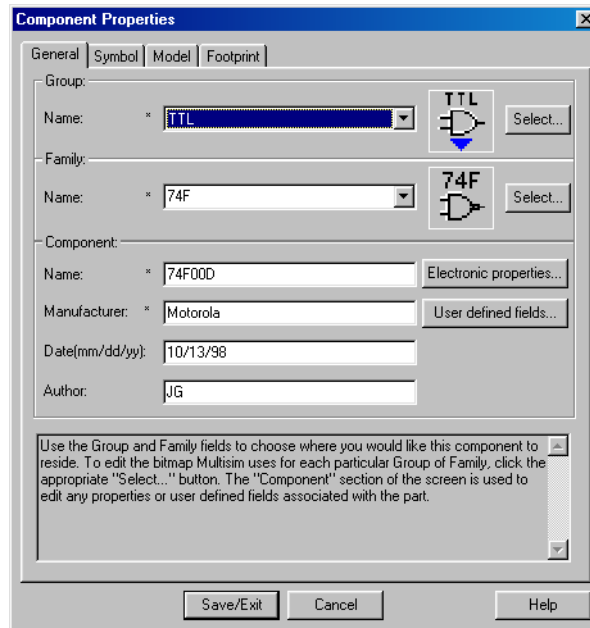 Component Properties
General Symbol Model Footprint
Group:
TTL
Name: * TTL Select...
Family:
74F
Name: * 74F Select...
Component:
Name: * 74F00D Electronic properties...
Manufacturer: * Motorola User defined fields...
Date(mm/dd/yy): 10/13/98
Author: JG
Use the Group and Family fields to choose where you would like this component to
reside. To edit the bitmap Multisim uses for each particular Group of Family, click the
appropriate "Select..." button. The "Component" section of the screen is used to
edit any properties or user defined fields associated with the part.
Save/Exit Cancel Help